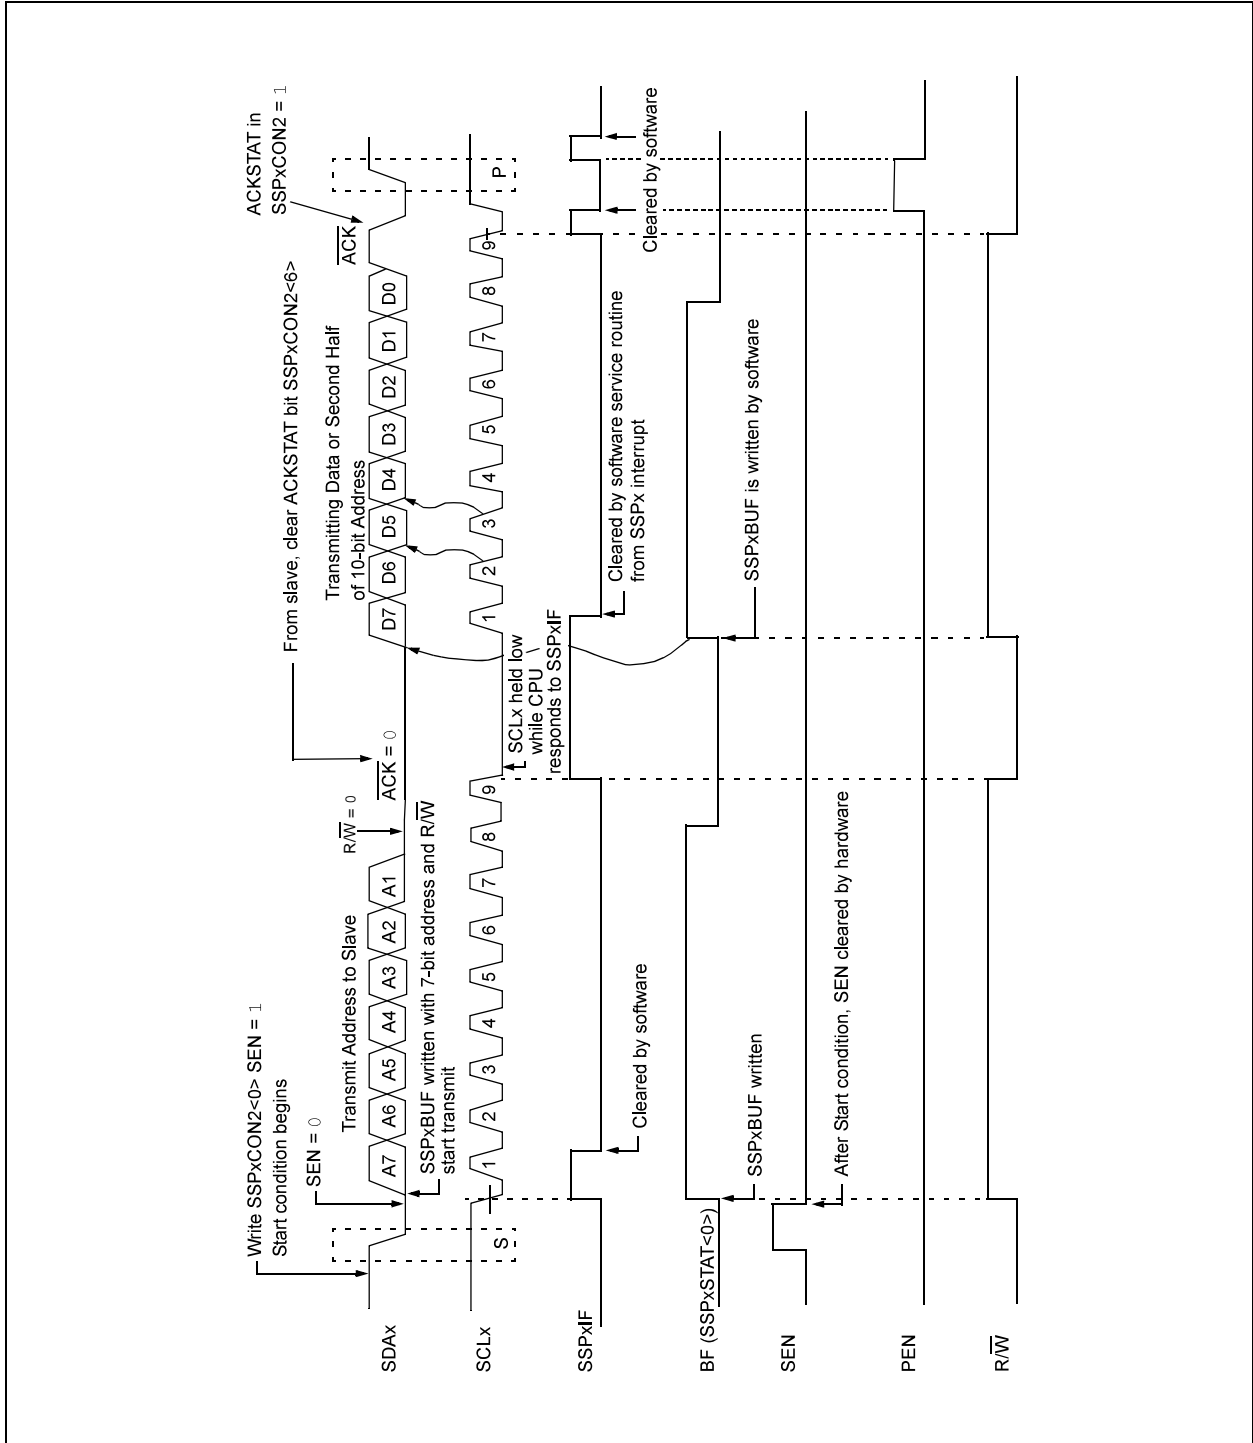 Write SSPxCON2<0> SEN = 1
Start condition begins
SEN = 0
Transmit Address to Slave
R/W = 0
From slave, clear ACKSTAT bit SSPxCON2<6>
ACK = 0
Transmitting Data or Second Half
of 10-bit Address
ACKSTAT in
SSPxCON2 = 1
ACK
SDAx
A7 A6 A5 A4 A3 A2 A1 D7 D6 D5 D4 D3 D2 D1 D0
SSPxBUF written with 7-bit address and R/W
start transmit
SCLx
S 1 2 3 4 5 6 7 8 9 1 2 3 4 5 6 7 8 9 P
SCLx held low
while CPU
responds to SSPxIF
SSPxIF
Cleared by software
Cleared by software service routine
from SSPx interrupt
Cleared by software
BF (SSPxSTAT<0>)
SSPxBUF written
SSPxBUF is written by software
SEN
After Start condition, SEN cleared by hardware
PEN
R/W